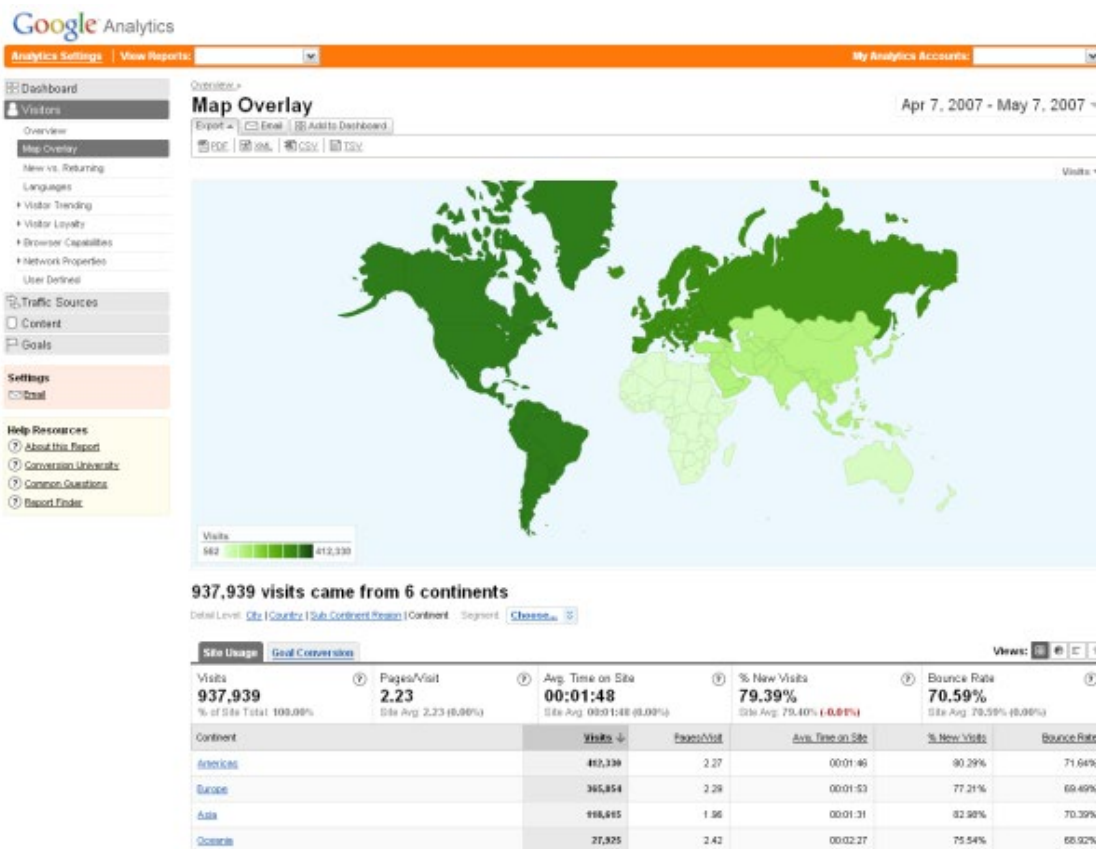 Google Analytics
Analytics Settings | View Reports:
My Analytics Accounts:
Dashboard
Visitors
Overview
Map Overlay
New vs. Returning
Languages
Visitor Trending
Visitor Loyalty
Browser Capabilities
Network Properties
User Defined
Traffic Sources
Content
Goals
Settings
Email
Help Resources
About this Report
Conversion University
Common Questions
Report Finder
Overview »
Map Overlay
Apr 7, 2007 - May 7, 2007
Export Email Add to Dashboard
PDF XML CSV TSV
Visits
Visits
562 412,330
937,939 visits came from 6 continents
Detail Level: City | Country | Sub Continent Region | Continent Segment: Choose...
Site Usage Goal Conversion
Views:
Visits Pages/Visit Avg. Time on Site % New Visits Bounce Rate
937,939 2.23 00:01:48 79.39% 70.59%
% of Site Total: 100.00% Site Avg: 2.23 (0.00%) Site Avg: 00:01:48 (0.00%) Site Avg: 79.40% (-0.01%) Site Avg: 70.59% (0.00%)
Continent Visits Pages/Visit Avg. Time on Site % New Visits Bounce Rate
Americas 412,330 2.27 00:01:46 80.29% 71.64%
Europe 365,854 2.29 00:01:53 77.21% 69.49%
Asia 1.96 00:01:31 82.98% 70.39%
Oceania 27,925 2.42 00:02:27 75.54% 68.92%